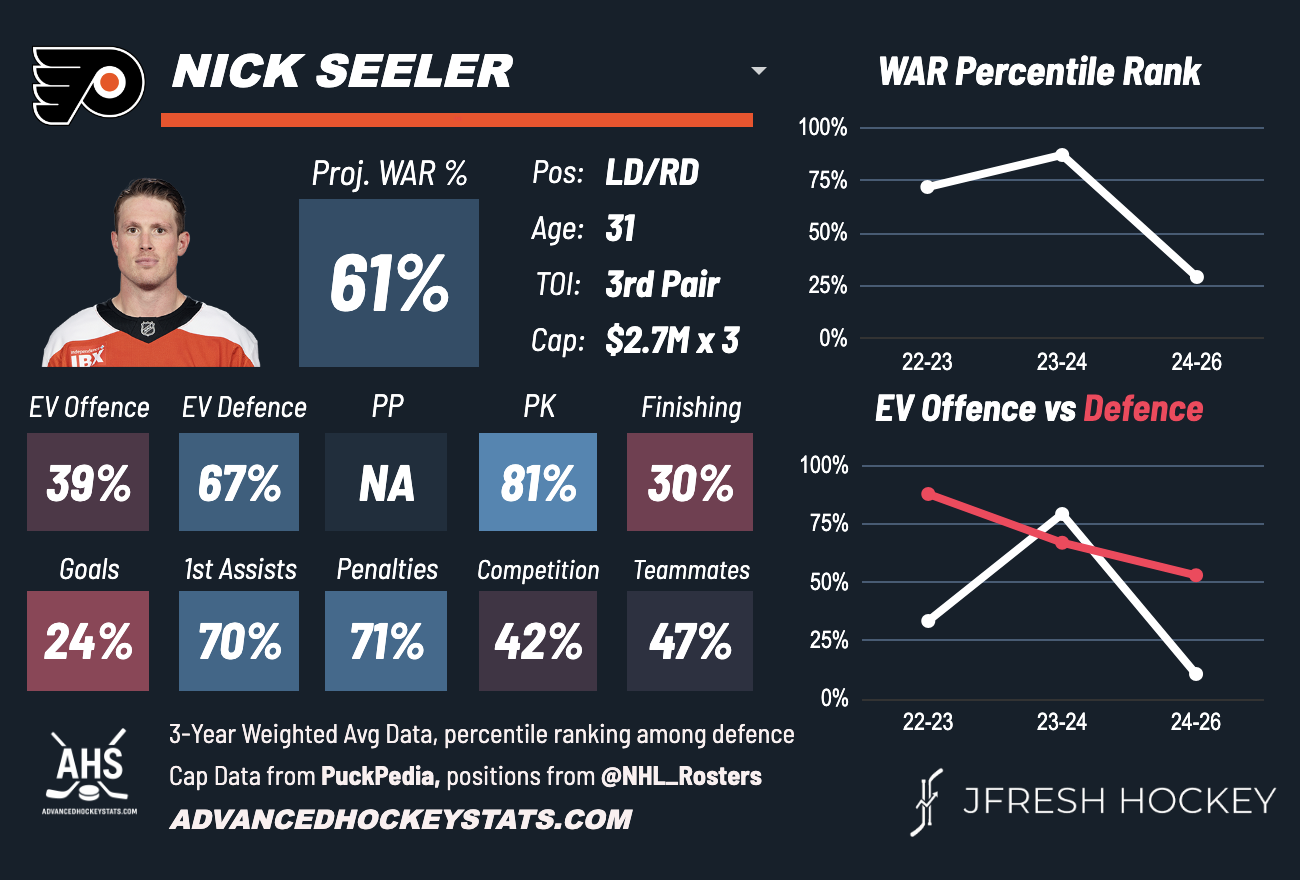 NICK SEELER
Proj. WAR %
61%
Pos: LD/RD
Age: 31
TOI: 3rd Pair
Cap: $2.7M x 3
IBX
EV Offence EV Defence PP PK Finishing
39% 67% NA 81% 30%
Goals 1st Assists Penalties Competition Teammates
24% 70% 71% 42% 47%
WAR Percentile Rank
100%
75%
50%
25%
0%
22-23 23-24 24-26
EV Offence vs Defence
100%
75%
50%
25%
0%
22-23 23-24 24-26
AHS
ADVANCEDHOCKEYSTATS.COM
3-Year Weighted Avg Data, percentile ranking among defence
Cap Data from PuckPedia, positions from @NHL_Rosters
ADVANCEDHOCKEYSTATS.COM
JFRESH HOCKEY